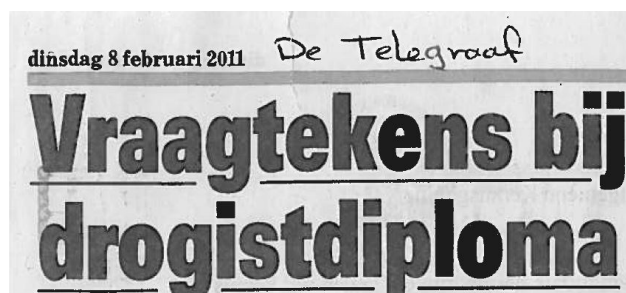 dinsdag 8 februari 2011 De Telegraaf
Vraagtekens bij
drogistdiploma